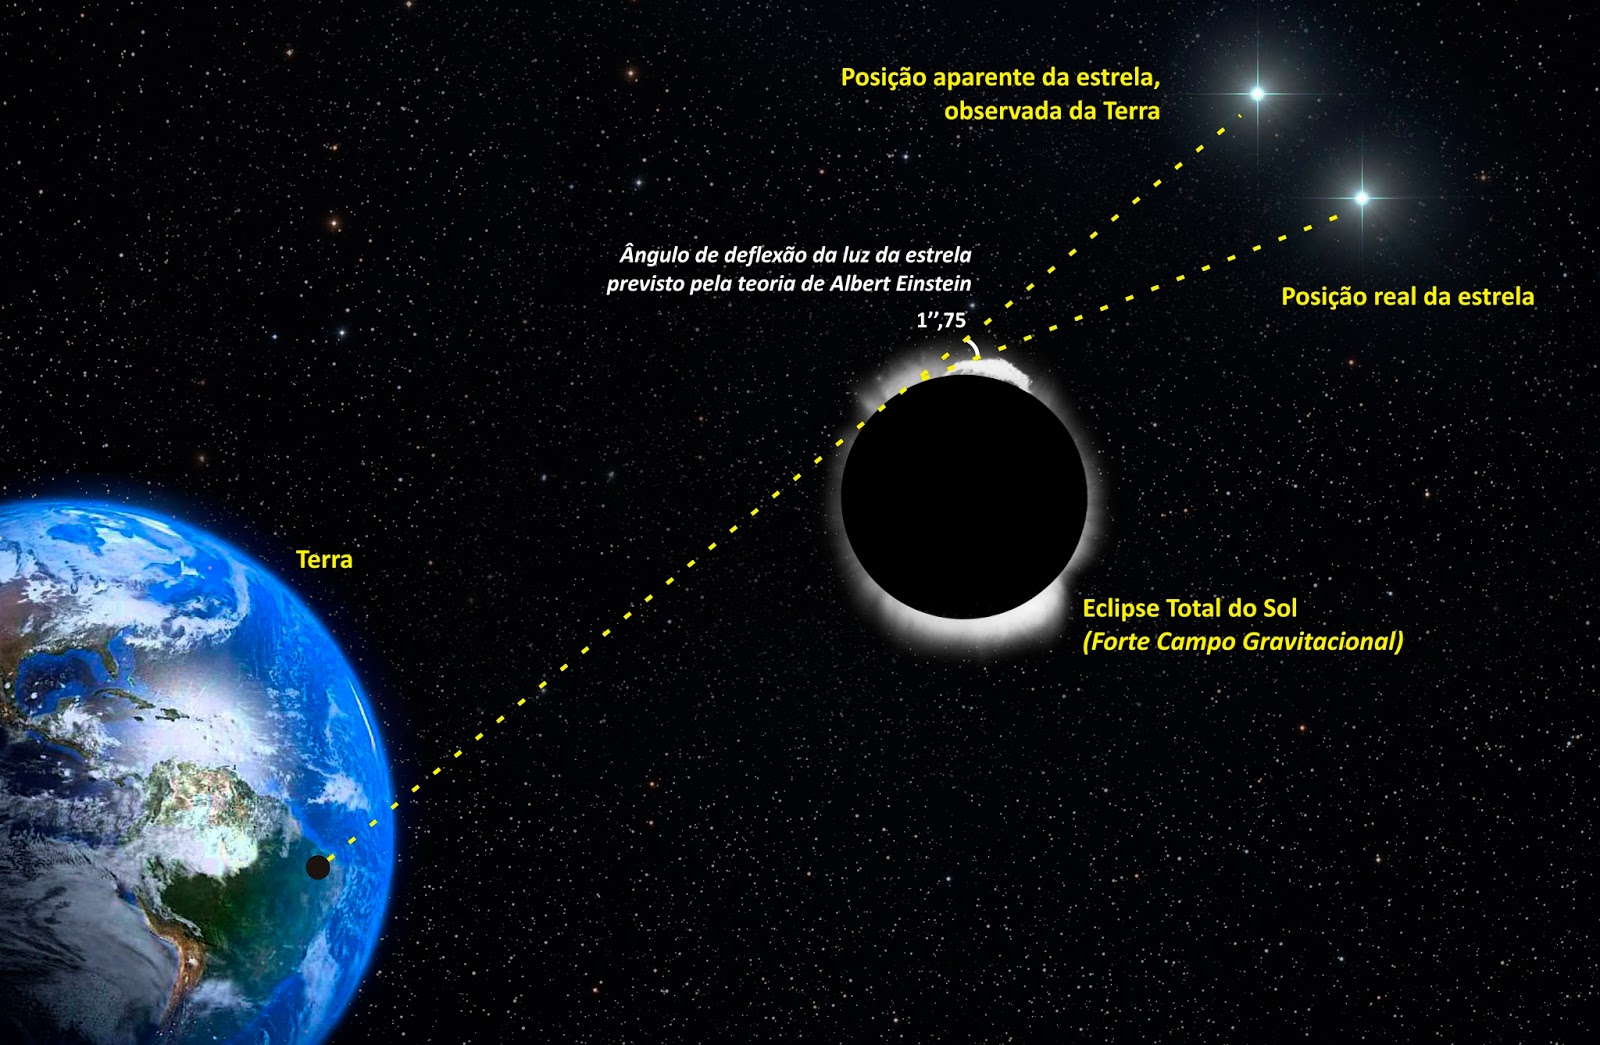 Posição aparente da estrela,
observada da Terra
Ângulo de deflexão da luz da estrela
previsto pela teoria de Albert Einstein
1’’,75
Posição real da estrela
Terra
Eclipse Total do Sol
(Forte Campo Gravitacional)